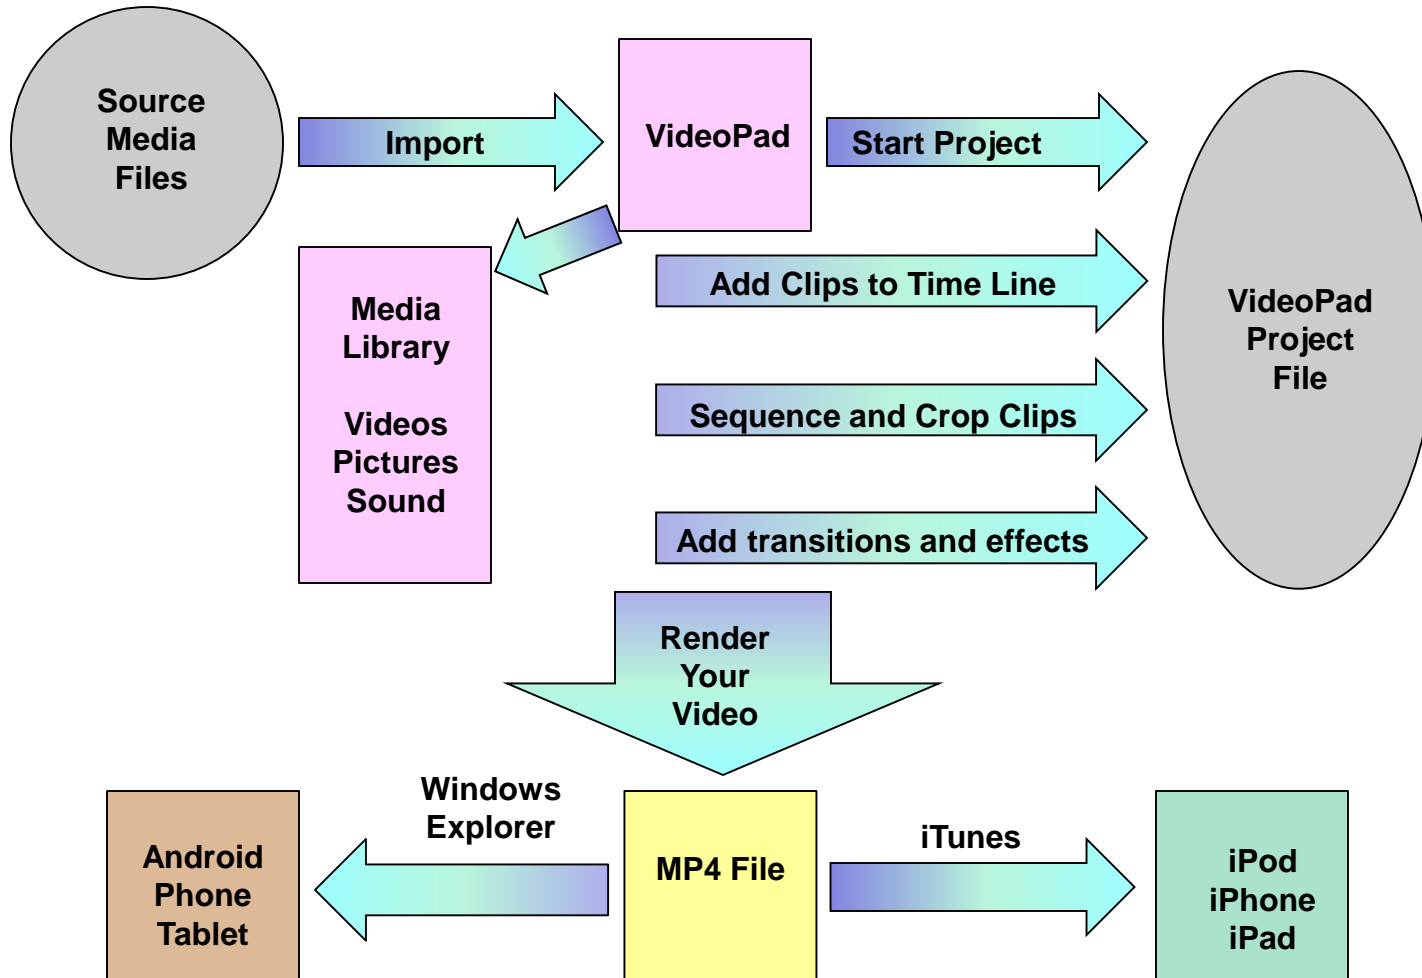 Source
Media
Files
Import
VideoPad
Start Project
Media
Library
Videos
Pictures
Sound
Add Clips to Time Line
Sequence and Crop Clips
Add transitions and effects
VideoPad
Project
File
Render
Your
Video
Windows
Explorer
iTunes
Android
Phone
Tablet
MP4 File
iPod
iPhone
iPad